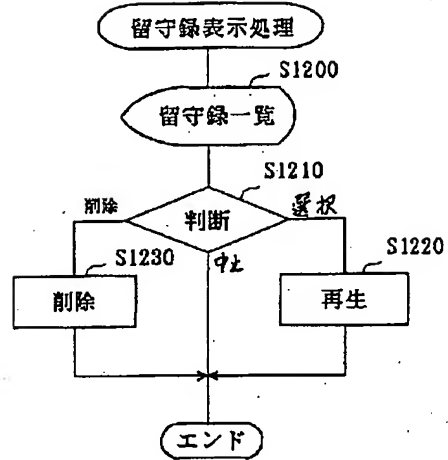 留守録表示処理
S1200
留守録一覧
S1210
削除
判断
選択
S1230
中止
S1220
削除
再生
エンド